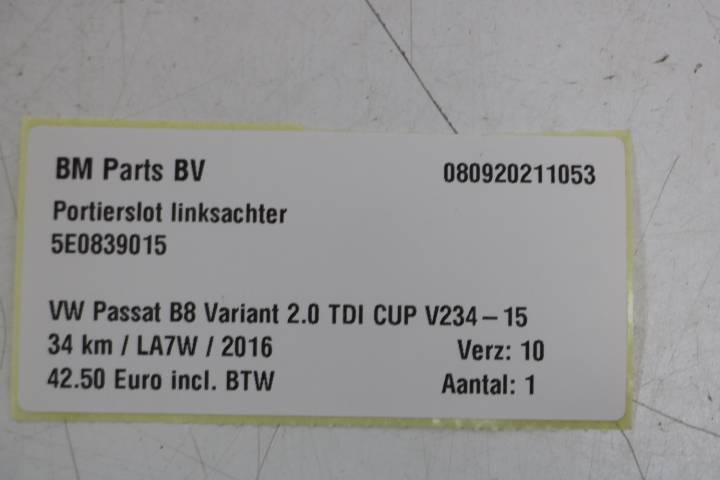 BM Parts BV 080920211053
Portierslot linksachter
5E0839015
VW Passat B8 Variant 2.0 TDI CUP V234-15
34 km / LA7W / 2016 Verz: 10
42.50 Euro incl. BTW Aantal: 1